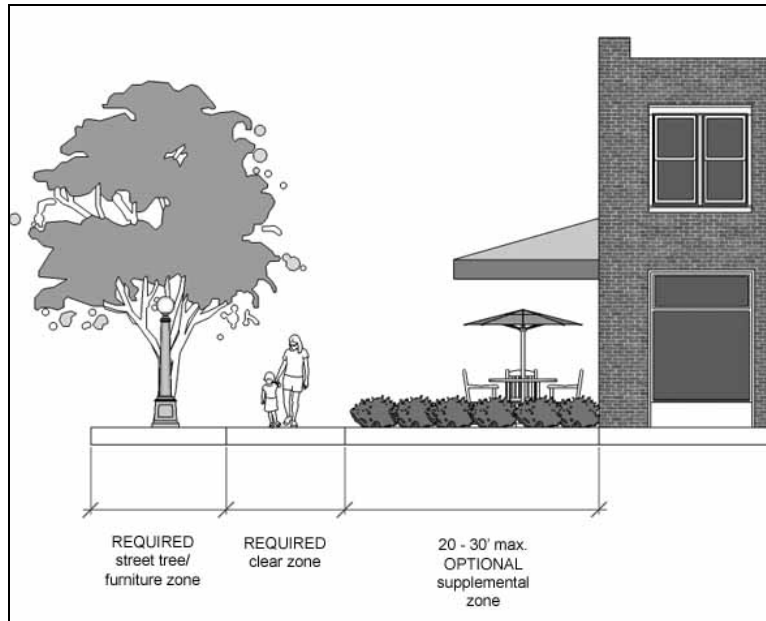 REQUIRED
street tree/
furniture zone
REQUIRED
clear zone
20 - 30' max.
OPTIONAL
supplemental
zone